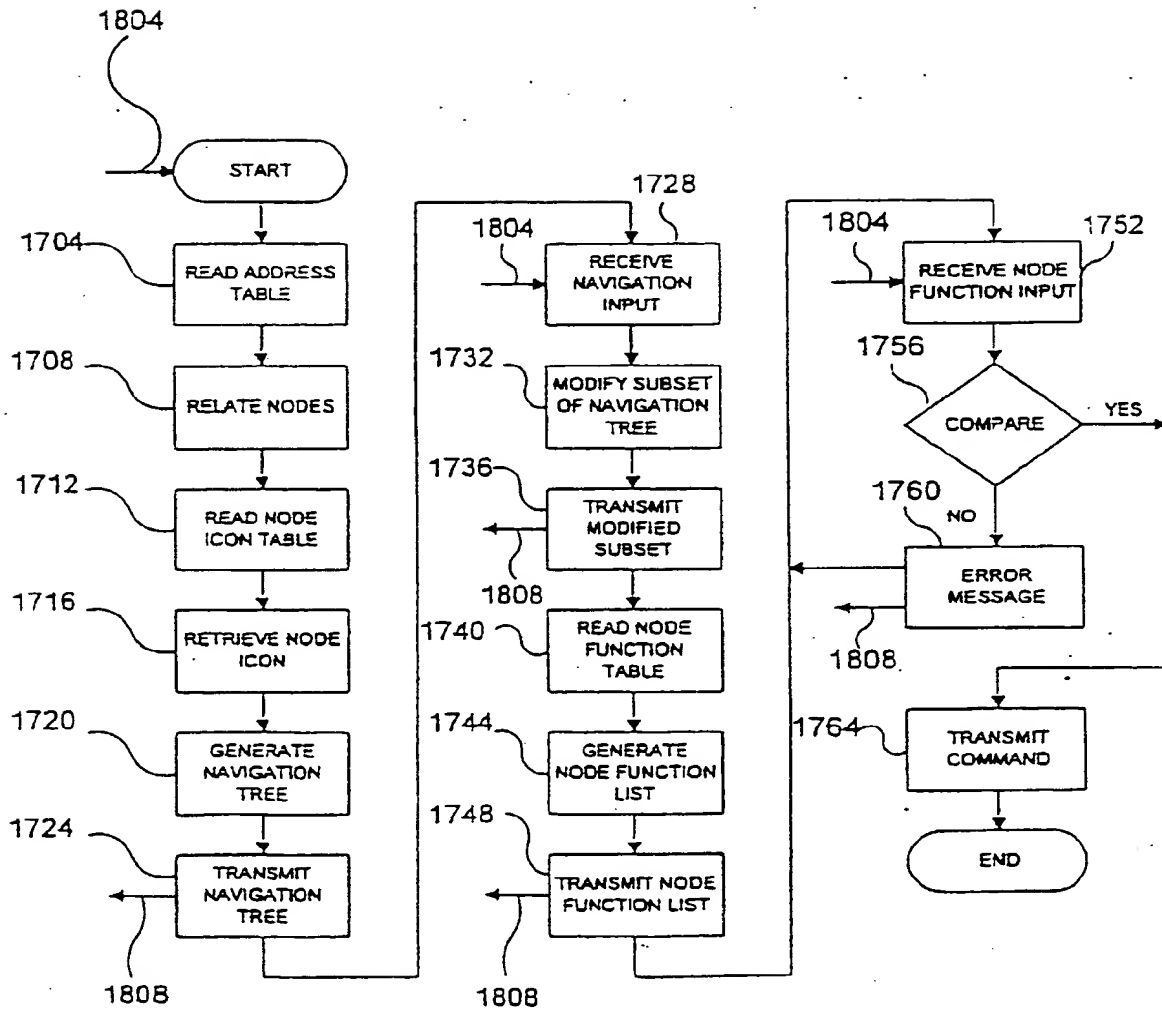 1804
START
1704
READ ADDRESS
TABLE
1708
RELATE NODES
1712
READ NODE
ICON TABLE
1716
RETRIEVE NODE
ICON
1720
GENERATE
NAVIGATION
TREE
1724
TRANSMIT
NAVIGATION
TREE
1808
1728
1804
RECEIVE
NAVIGATION
INPUT
1732
MODIFY SUBSET
OF NAVIGATION
TREE
1736
TRANSMIT
MODIFIED
SUBSET
1808
1740
READ NODE
FUNCTION
TABLE
1744
GENERATE
NODE FUNCTION
LIST
1748
TRANSMIT NODE
FUNCTION LIST
1808
1804
1752
RECEIVE NODE
FUNCTION INPUT
1756
COMPARE
YES
1760
NO
ERROR
MESSAGE
1808
1764
TRANSMIT
COMMAND
END